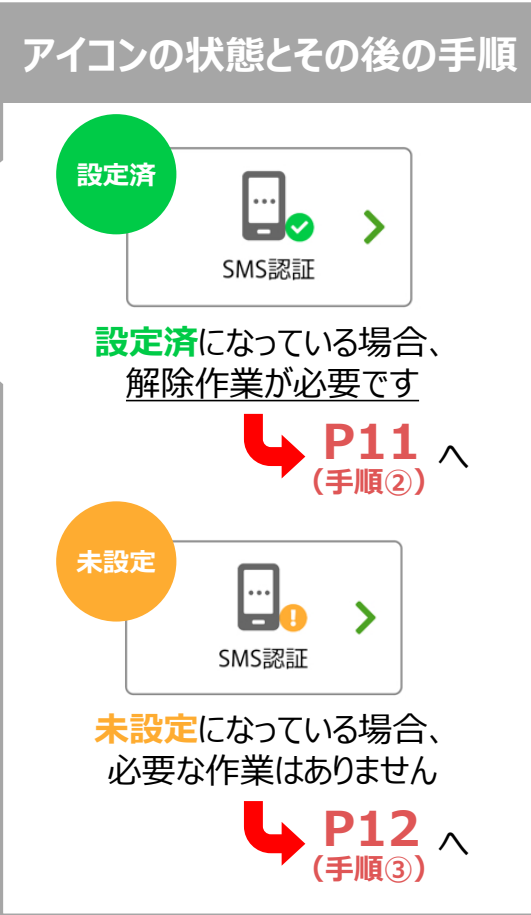 アイコンの状態とその後の手順
設定済
SMS認証
設定済になっている場合、
解除作業が必要です
P11 へ
（手順②）
未設定
SMS認証
未設定になっている場合、
必要な作業はありません
P12 へ
（手順③）